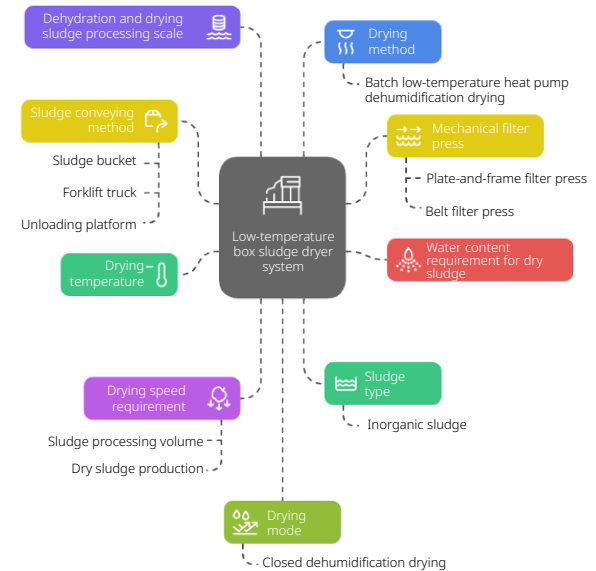 Dehydration and drying
sludge processing scale
Drying
method
Batch low-temperature heat pump
dehumidification drying
Sludge conveying
method
Sludge bucket
Forklift truck
Unloading platform
Mechanical filter
press
Plate-and-frame filter press
Belt filter press
Low-temperature
box sludge dryer
system
Drying
temperature
Water content
requirement for dry
sludge
Drying speed
requirement
Sludge processing volume
Dry sludge production
Sludge
type
Inorganic sludge
Drying
mode
Closed dehumidification drying